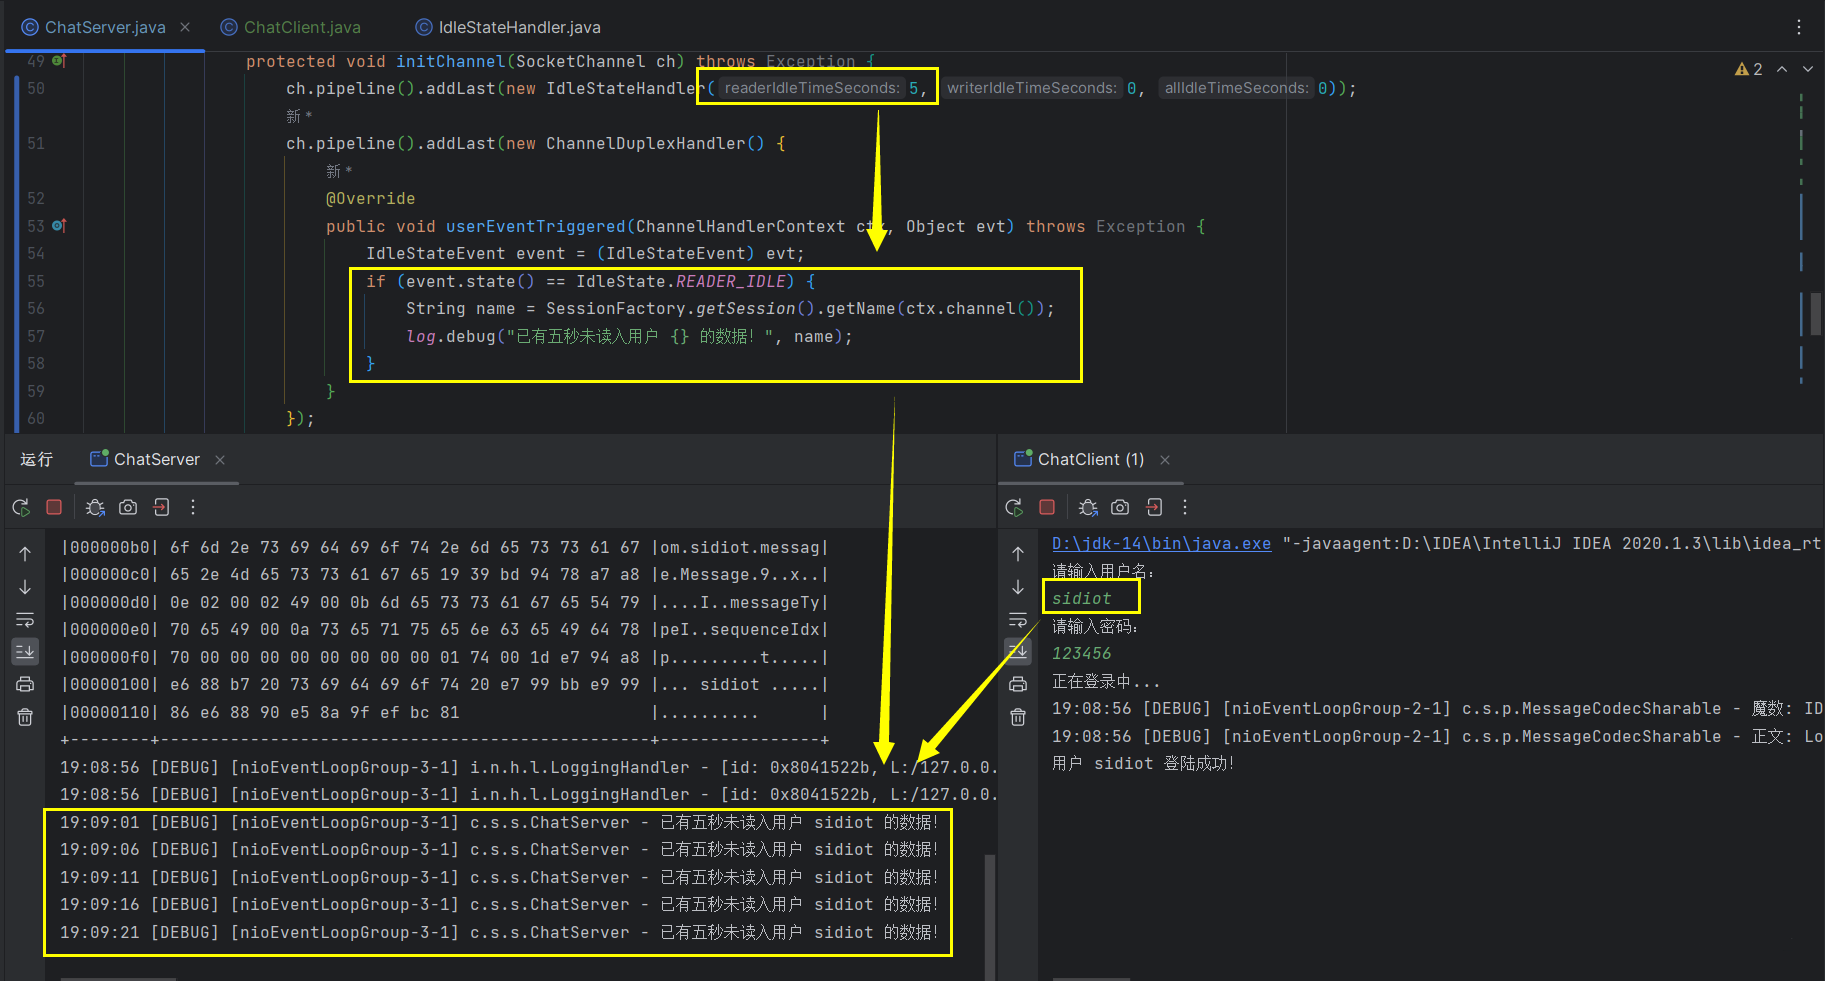 ChatServer.java
ChatClient.java
IdleStateHandler.java
2
49 protected void initChannel(SocketChannel ch) throws Exception {
50 ch.pipeline().addLast(new IdleStateHandler( readerIdleTimeSeconds: 5, writerIdleTimeSeconds: 0, allIdleTimeSeconds: 0));
新 *
51 ch.pipeline().addLast(new ChannelDuplexHandler() {
新 *
52 @Override
53 public void userEventTriggered(ChannelHandlerContext ctx, Object evt) throws Exception {
54 IdleStateEvent event = (IdleStateEvent) evt;
55 if (event.state() == IdleState.READER_IDLE) {
56 String name = SessionFactory.getSession().getName(ctx.channel());
57 log.debug("已有五秒未读入用户 {} 的数据！", name);
58 }
59 }
60 });
运行
ChatServer
|000000b0| 6f 6d 2e 73 69 64 69 6f 74 2e 6d 65 73 73 61 67 |om.sidiot.messag|
|000000c0| 65 2e 4d 65 73 73 61 67 65 19 39 bd 94 78 a7 a8 |e.Message.9..x..|
|000000d0| 0e 02 00 02 49 00 0b 6d 65 73 73 61 67 65 54 79 |....I..messageTy|
|000000e0| 70 65 49 00 0a 73 65 71 75 65 6e 63 65 49 64 78 |peI..sequenceIdx|
|000000f0| 70 00 00 00 00 00 00 00 00 01 74 00 1d e7 94 a8 |p.........t.....|
|00000100| e6 88 b7 20 73 69 64 69 6f 74 20 e7 99 bb e9 99 |... sidiot .....|
|00000110| 86 e6 88 90 e5 8a 9f ef bc 81 |.......... |
+--------+-------------------------------------------------+----------------+
19:08:56 [DEBUG] [nioEventLoopGroup-3-1] i.n.h.l.LoggingHandler - [id: 0x8041522b, L:/127.0.0.
19:08:56 [DEBUG] [nioEventLoopGroup-3-1] i.n.h.l.LoggingHandler - [id: 0x8041522b, L:/127.0.0.
19:09:01 [DEBUG] [nioEventLoopGroup-3-1] c.s.s.ChatServer - 已有五秒未读入用户 sidiot 的数据！
19:09:06 [DEBUG] [nioEventLoopGroup-3-1] c.s.s.ChatServer - 已有五秒未读入用户 sidiot 的数据！
19:09:11 [DEBUG] [nioEventLoopGroup-3-1] c.s.s.ChatServer - 已有五秒未读入用户 sidiot 的数据！
19:09:16 [DEBUG] [nioEventLoopGroup-3-1] c.s.s.ChatServer - 已有五秒未读入用户 sidiot 的数据！
19:09:21 [DEBUG] [nioEventLoopGroup-3-1] c.s.s.ChatServer - 已有五秒未读入用户 sidiot 的数据！
ChatClient (1)
D:\jdk-14\bin\java.exe "-javaagent:D:\IDEA\IntelliJ IDEA 2020.1.3\lib\idea_rt
请输入用户名：
sidiot
请输入密码：
123456
正在登录中...
19:08:56 [DEBUG] [nioEventLoopGroup-2-1] c.s.p.MessageCodecSharable - 魔数: ID
19:08:56 [DEBUG] [nioEventLoopGroup-2-1] c.s.p.MessageCodecSharable - 正文: Lo
用户 sidiot 登陆成功！